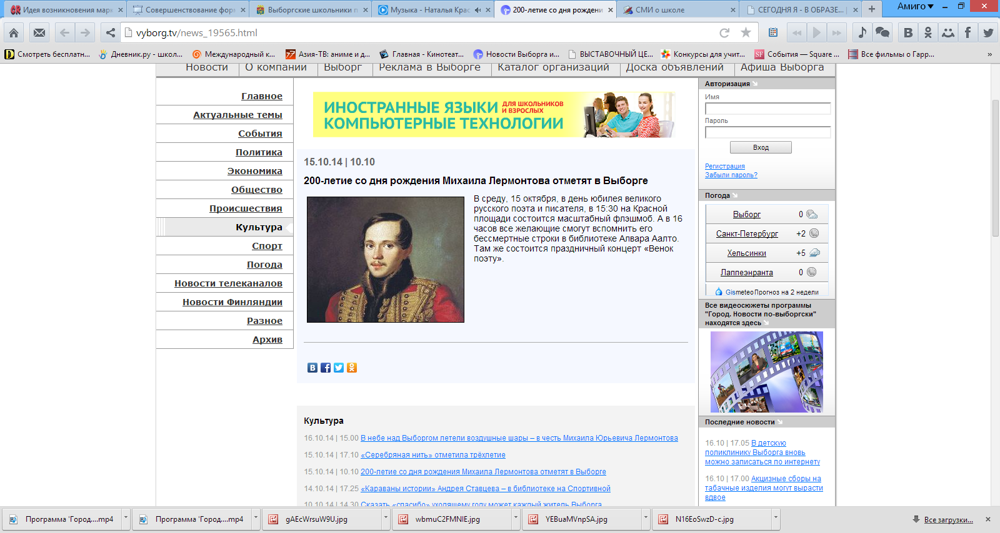 Идея возникновения марк
Совершенствование форм
Выборгские школьники п
Музыка - Наталья Крас
200-летие со дня рождени
СМИ о школе
СЕГОДНЯ Я - В ОБРАЗЕ... |
Амиго
vyborg.tv/news_19565.html
Смотреть бесплатн...
Дневник.ру - школ...
Международный к...
Азия-ТВ: аниме и д...
Главная - Кинотеат...
Новости Выборга и...
ВЫСТАВОЧНЫЙ ЦЕ...
Конкурсы для учит...
События — Square ...
Все фильмы о Гарр...
»
Новости
О компании
Выборг
Реклама в Выборге
Каталог организаций
Доска объявлений
Афиша Выборга
Главное
Актуальные темы
События
Политика
Экономика
Общество
Происшествия
Культура
Спорт
Погода
Новости телеканалов
Новости Финляндии
Разное
Архив
ИНОСТРАННЫЕ ЯЗЫКИ
ДЛЯ ШКОЛЬНИКОВ
И ВЗРОСЛЫХ
КОМПЬЮТЕРНЫЕ ТЕХНОЛОГИИ
15.10.14 | 10.10
200-летие со дня рождения Михаила Лермонтова отметят в Выборге
В среду, 15 октября, в день юбилея великого
русского поэта и писателя, в 15:30 на Красной
площади состоится масштабный флэшмоб. А в 16
часов все желающие смогут вспомнить его
бессмертные строки в библиотеке Алвара Аалто.
Там же состоится праздничный концерт «Венок
поэту».
Культура
16.10.14 | 15.00 В небе над Выборгом летели воздушные шары – в честь Михаила Юрьевича Лермонтова
15.10.14 | 17.10 «Серебряная нить» отметила трёхлетие
15.10.14 | 10.10 200-летие со дня рождения Михаила Лермонтова отметят в Выборге
14.10.14 | 17.25 «Караваны истории» Андрея Ставцева – в библиотеке на Спортивной
10.10.14 | 14.30 Сказать «спасибо» уходящему году может каждый житель Выборга
Авторизация
Имя
Пароль
Вход
Регистрация
Забыли пароль?
Погода
Выборг 0
Санкт-Петербург +2
Хельсинки +5
Лаппеэнранта 0
Gismeteo Прогноз на 2 недели
Все видеосюжеты программы
"Город. Новости по-выборгски"
находятся здесь
Последние новости
16.10 | 17.05 В детскую
поликлинику Выборга вновь
можно записаться по интернету
16.10 | 17.00 Акцизные сборы на
табачные изделия могут вырасти
вдвое
Программа 'Город....mp4
Программа 'Город....mp4
gAEcWrsuW9U.jpg
wbmuC2FMNIE.jpg
YEBuaMVnpSA.jpg
N16EoSwzD-c.jpg
Все загрузки...